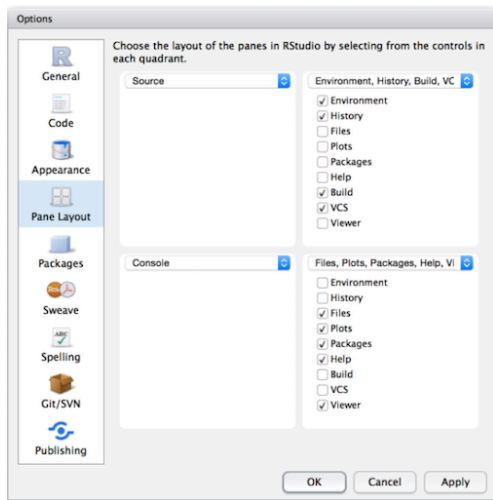 Options
Choose the layout of the panes in RStudio by selecting from the controls in
each quadrant.
R
General
Code
Appearance
Pane Layout
Packages
Sweave
ABC
Spelling
Git/SVN
Publishing
Source
Environment, History, Build, VC
Environment
History
Files
Plots
Packages
Help
Build
VCS
Viewer
Console
Files, Plots, Packages, Help, Vi
Environment
History
Files
Plots
Packages
Help
Build
VCS
Viewer
OK
Cancel
Apply